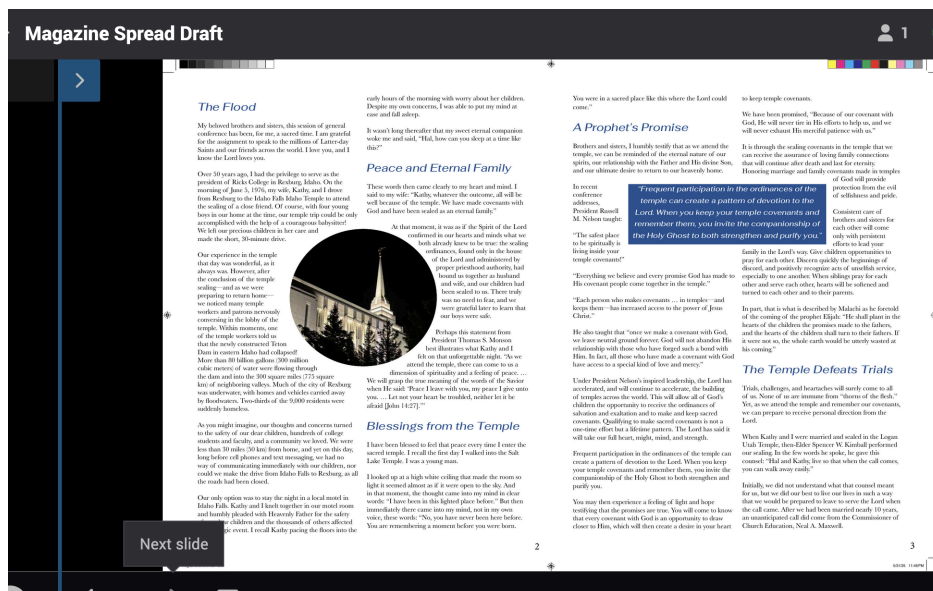 Magazine Spread Draft
1
The Flood
My beloved brothers and sisters, this session of general
conference has been, for me, a sacred time. I am grateful
for the assignment to speak to the millions of Latter-day
Saints and our friends across the world. I love you, and I
know the Lord loves you.
Over 50 years ago, I had the privilege to serve as the
president of Ricks College in Rexburg, Idaho. On the
morning of June 5, 1976, my wife, Kathy, and I drove
from Rexburg to the Idaho Falls Idaho Temple to attend
the sealing of a close friend. Of course, with four young
boys in our home at the time, our temple trip could be only
accomplished with the help of a courageous babysitter!
We left our precious children in her care and
made the short, 30-minute drive.
Our experience in the temple
that day was wonderful, as it
always was. However, after
the conclusion of the temple
sealing—and as we were
preparing to return home—
we noticed many temple
workers and patrons nervously
conversing in the lobby of the
temple. Within moments, one
of the temple workers told us
that the newly constructed Teton
Dam in eastern Idaho had collapsed!
More than 80 billion gallons (300 million
cubic meters) of water were flowing through
the dam and into the 300 square miles (775 square
km) of neighboring valleys. Much of the city of Rexburg
was underwater, with homes and vehicles carried away
by floodwaters. Two-thirds of the 9,000 residents were
suddenly homeless.
As you might imagine, our thoughts and concerns turned
to the safety of our dear children, hundreds of college
students and faculty, and a community we loved. We were
less than 30 miles (50 km) from home, and yet on this day,
long before cell phones and text messaging, we had no
way of communicating immediately with our children, nor
could we make the drive from Idaho Falls to Rexburg, as all
the roads had been closed.
Our only option was to stay the night in a local motel in
Idaho Falls. Kathy and I knelt together in our motel room
and humbly pleaded with Heavenly Father for the safety
children and the thousands of others affected
event. I recall Kathy pacing the floors into the
early hours of the morning with worry about her children.
Despite my own concerns, I was able to put my mind at
ease and fall asleep.
It wasn't long thereafter that my sweet eternal companion
woke me and said, "Hal, how can you sleep at a time like
this?"
Peace and Eternal Family
These words then came clearly to my heart and mind. I
said to my wife: "Kathy, whatever the outcome, all will be
well because of the temple. We have made covenants with
God and have been sealed as an eternal family."
At that moment, it was as if the Spirit of the Lord
confirmed in our hearts and minds what we
both already knew to be true: the sealing
ordinances, found only in the house
of the Lord and administered by
proper priesthood authority, had
bound us together as husband
and wife, and our children had
been sealed to us. There truly
was no need to fear, and we
were grateful later to learn that
our boys were safe.
Perhaps this statement from
President Thomas S. Monson
best illustrates what Kathy and I
felt on that unforgettable night. "As we
attend the temple, there can come to us a
dimension of spirituality and a feeling of peace. …
We will grasp the true meaning of the words of the Savior
when He said: 'Peace I leave with you, my peace I give unto
you. … Let not your heart be troubled, neither let it be
afraid [John 14:27].'"
Blessings from the Temple
I have been blessed to feel that peace every time I enter the
sacred temple. I recall the first day I walked into the Salt
Lake Temple. I was a young man.
I looked up at a high white ceiling that made the room so
light it seemed almost as if it were open to the sky. And
in that moment, the thought came into my mind in clear
words: "I have been in this lighted place before." But then
immediately there came into my mind, not in my own
voice, these words: "No, you have never been here before.
You are remembering a moment before you were born.
2
You were in a sacred place like this where the Lord could
come."
A Prophet's Promise
Brothers and sisters, I humbly testify that as we attend the
temple, we can be reminded of the eternal nature of our
spirits, our relationship with the Father and His divine Son,
and our ultimate desire to return to our heavenly home.
In recent
conference
addresses,
President Russell
M. Nelson taught:
"The safest place
to be spiritually is
living inside your
temple covenants!"
"Frequent participation in the ordinances of the
temple can create a pattern of devotion to the
Lord. When you keep your temple covenants and
remember them, you invite the companionship of
the Holy Ghost to both strengthen and purify you."
"Everything we believe and every promise God has made to
His covenant people come together in the temple."
"Each person who makes covenants … in temples—and
keeps them—has increased access to the power of Jesus
Christ."
He also taught that "once we make a covenant with God,
we leave neutral ground forever. God will not abandon His
relationship with those who have forged such a bond with
Him. In fact, all those who have made a covenant with God
have access to a special kind of love and mercy."
Under President Nelson's inspired leadership, the Lord has
accelerated, and will continue to accelerate, the building
of temples across the world. This will allow all of God's
children the opportunity to receive the ordinances of
salvation and exaltation and to make and keep sacred
covenants. Qualifying to make sacred covenants is not a
one-time effort but a lifetime pattern. The Lord has said it
will take our full heart, might, mind, and strength.
Frequent participation in the ordinances of the temple can
create a pattern of devotion to the Lord. When you keep
your temple covenants and remember them, you invite the
companionship of the Holy Ghost to both strengthen and
purify you.
You may then experience a feeling of light and hope
testifying that the promises are true. You will come to know
that every covenant with God is an opportunity to draw
closer to Him, which will then create a desire in your heart
to keep temple covenants.
We have been promised, "Because of our covenant with
God, He will never tire in His efforts to help us, and we
will never exhaust His merciful patience with us."
It is through the sealing covenants in the temple that we
can receive the assurance of loving family connections
that will continue after death and last for eternity.
Honoring marriage and family covenants made in temples
of God will provide
protection from the evil
of selfishness and pride.
Consistent care of
brothers and sisters for
each other will come
only with persistent
efforts to lead your
family in the Lord's way. Give children opportunities to
pray for each other. Discern quickly the beginnings of
discord, and positively recognize acts of unselfish service,
especially to one another. When siblings pray for each
other and serve each other, hearts will be softened and
turned to each other and to their parents.
In part, that is what is described by Malachi as he foretold
of the coming of the prophet Elijah: "He shall plant in the
hearts of the children the promises made to the fathers,
and the hearts of the children shall turn to their fathers. If
it were not so, the whole earth would be utterly wasted at
his coming."
The Temple Defeats Trials
Trials, challenges, and heartaches will surely come to all
of us. None of us are immune from "thorns of the flesh."
Yet, as we attend the temple and remember our covenants,
we can prepare to receive personal direction from the
Lord.
When Kathy and I were married and sealed in the Logan
Utah Temple, then-Elder Spencer W. Kimball performed
our sealing. In the few words he spoke, he gave this
counsel: "Hal and Kathy, live so that when the call comes,
you can walk away easily."
Initially, we did not understand what that counsel meant
for us, but we did our best to live our lives in such a way
that we would be prepared to leave to serve the Lord when
the call came. After we had been married nearly 10 years,
an unanticipated call did come from the Commissioner of
Church Education, Neal A. Maxwell.
3
Next slide